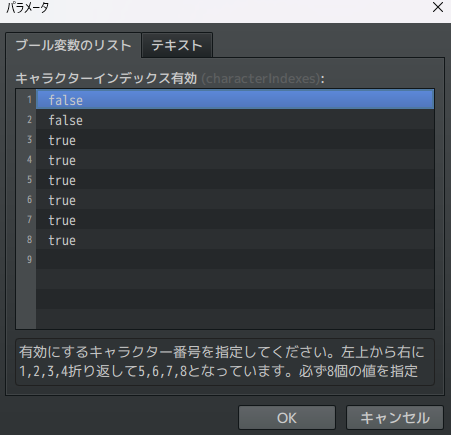 パラメータ
ブール変数のリスト テキスト
キャラクターインデックス有効 (characterIndexes):
1 false
2 false
3 true
4 true
5 true
6 true
7 true
8 true
9
有効にするキャラクター番号を指定してください。左上から右に
1,2,3,4折り返して5,6,7,8となっています。必ず8個の値を指定
OK キャンセル